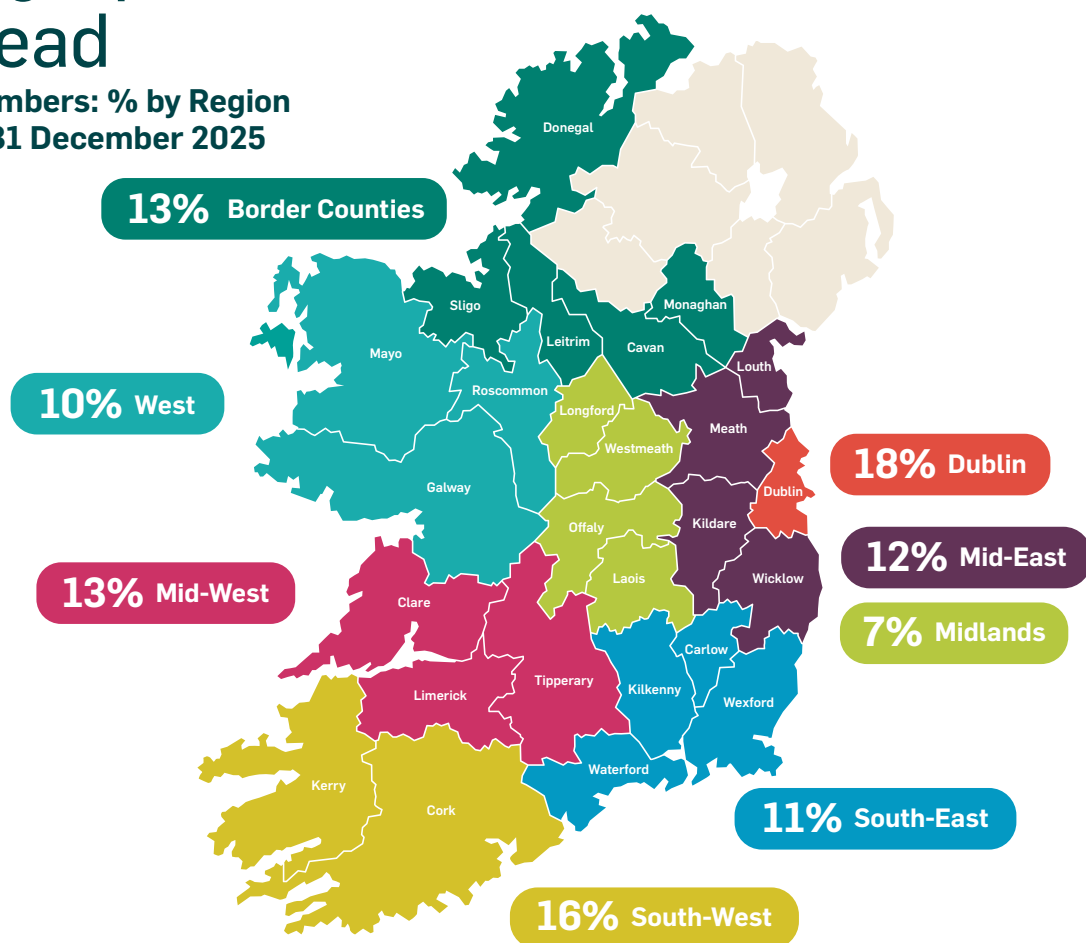 ead
mbers: % by Region
31 December 2025
Donegal
13% Border Counties
Sligo
Monaghan
Leitrim
Cavan
Mayo
Louth
Roscommon
10% West
Longford
Meath
Westmeath
18% Dublin
Galway
Dublin
Offaly
Kildare
12% Mid-East
13% Mid-West
Laois
Wicklow
Clare
7% Midlands
Carlow
Tipperary
Kilkenny
Limerick
Wexford
Waterford
Kerry
Cork
11% South-East
16% South-West